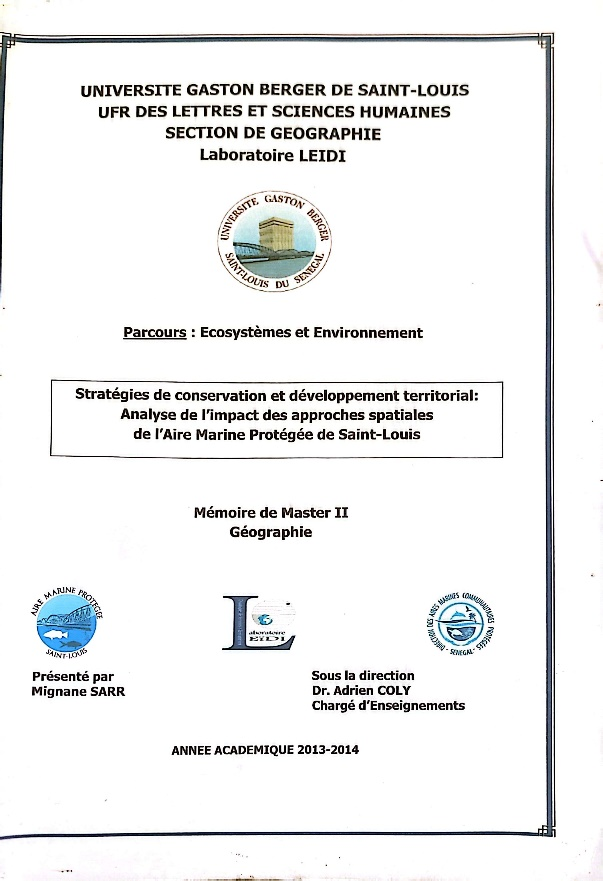 UNIVERSITE GASTON BERGER DE SAINT-LOUIS
UFR DES LETTRES ET SCIENCES HUMAINES
SECTION DE GEOGRAPHIE
Laboratoire LEIDI
UNIVERSITE GASTON BERGER
SAINT-LOUIS DU SENEGAL
Parcours : Ecosystèmes et Environnement
Stratégies de conservation et développement territorial:
Analyse de l'impact des approches spatiales
de l'Aire Marine Protégée de Saint-Louis
Mémoire de Master II
Géographie
AIRE MARINE PROTEGEE
SAINT-LOUIS
Laboratoire
LEIDI
DIRECTION DES AIRES MARINES COMMUNAUTAIRES PROTEGEES
- SENEGAL -
Présenté par
Mignane SARR
Sous la direction
Dr. Adrien COLY
Chargé d'Enseignements
ANNEE ACADEMIQUE 2013-2014